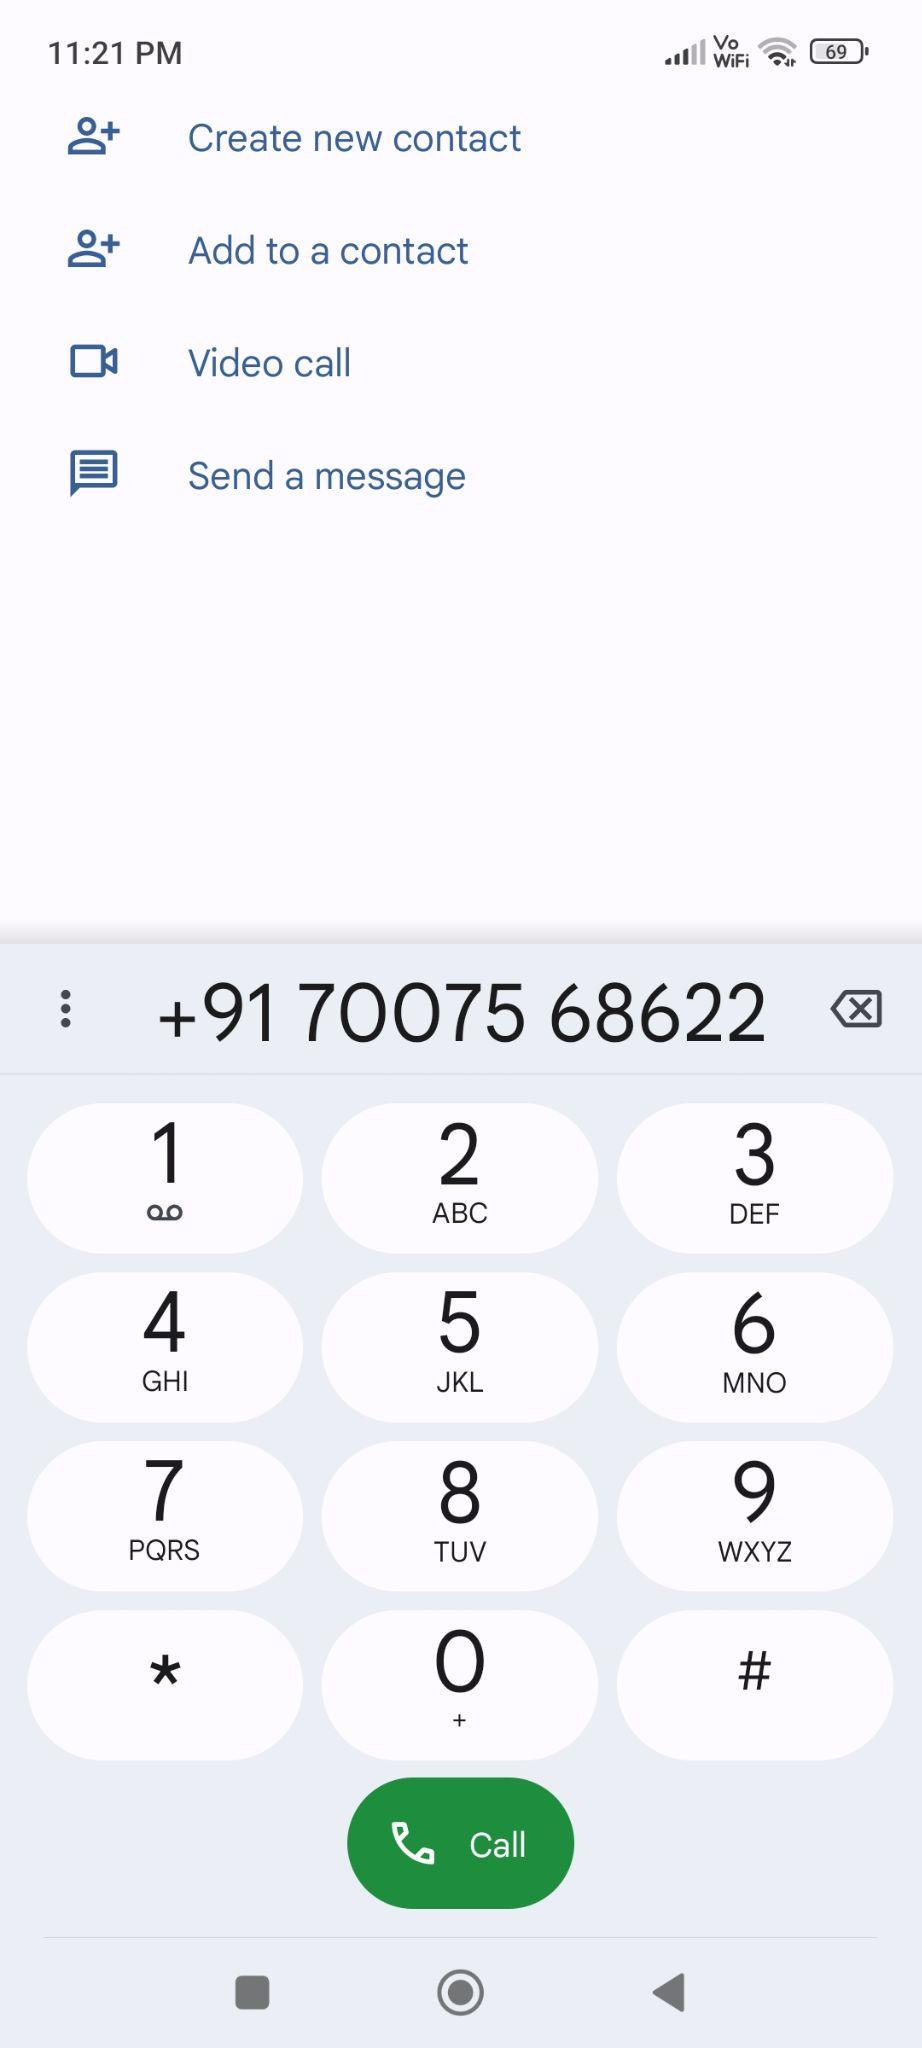 11:21 PM Vo WiFi 69
Create new contact
Add to a contact
Video call
Send a message
+91 70075 68622
1 2 3
ABC DEF
4 5 6
GHI JKL MNO
7 8 9
PQRS TUV WXYZ
* 0 #
+
Call